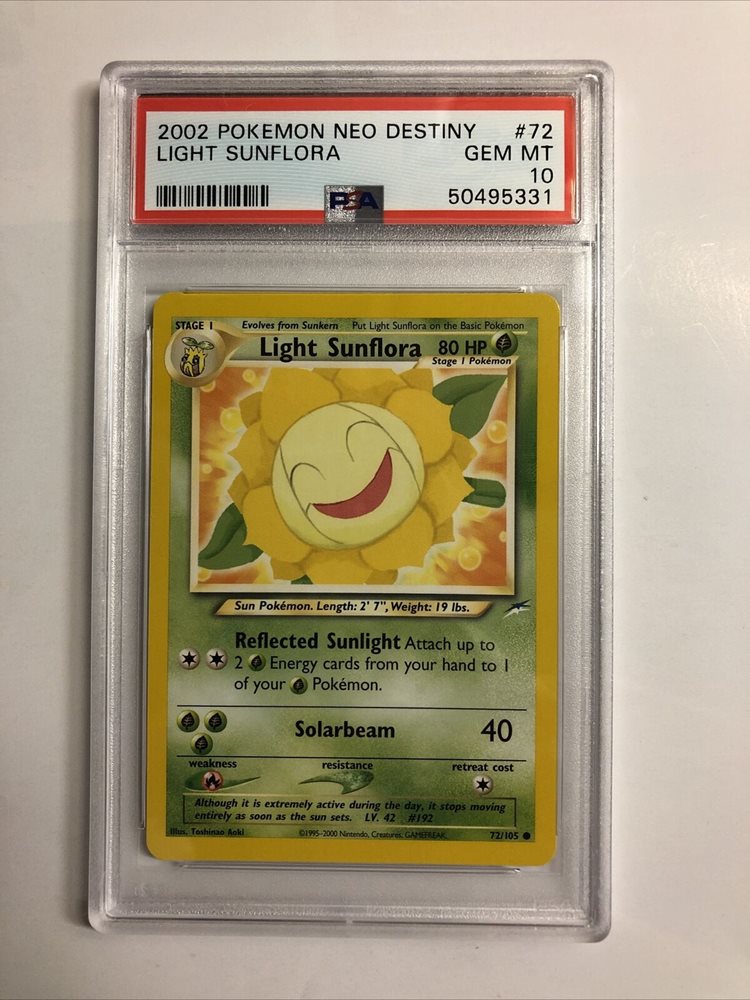 2002 POKEMON NEO DESTINY #72
LIGHT SUNFLORA GEM MT
10
PSA 50495331
STAGE 1 Evolves from Sunkern Put Light Sunflora on the Basic Pokémon
Light Sunflora 80 HP
Stage 1 Pokémon
Sun Pokémon. Length: 2' 7", Weight: 19 lbs.
Reflected Sunlight Attach up to
2 Energy cards from your hand to 1
of your Pokémon.
Solarbeam 40
weakness resistance retreat cost
Although it is extremely active during the day, it stops moving
entirely as soon as the sun sets. LV. 42 #192
Illus. Toshinao Aoki ©1995-2000 Nintendo, Creatures, GAMEFREAK. 72/105